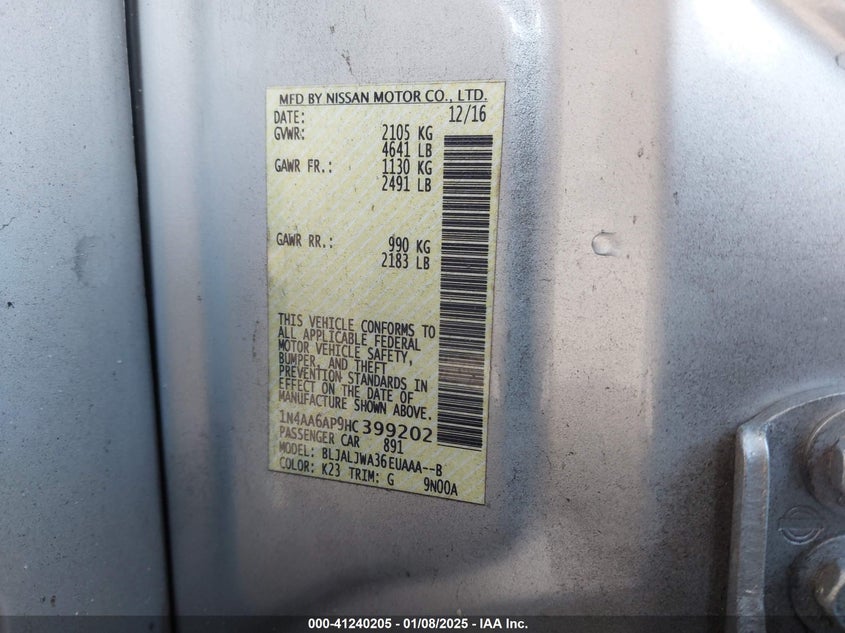 MFD BY NISSAN MOTOR CO., LTD.
DATE: 12/16
GVWR: 2105 KG
4641 LB
GAWR FR.: 1130 KG
2491 LB
GAWR RR.: 990 KG
2183 LB
THIS VEHICLE CONFORMS TO
ALL APPLICABLE FEDERAL
MOTOR VEHICLE SAFETY,
BUMPER, AND THEFT
PREVENTION STANDARDS IN
EFFECT ON THE DATE OF
MANUFACTURE SHOWN ABOVE.
1N4AA6AP9HC399202
PASSENGER CAR 891
MODEL: BLJALJWA36EUAAA--B
COLOR: K23 TRIM: G 9N00A
000-41240205 - 01/08/2025 - IAA Inc.